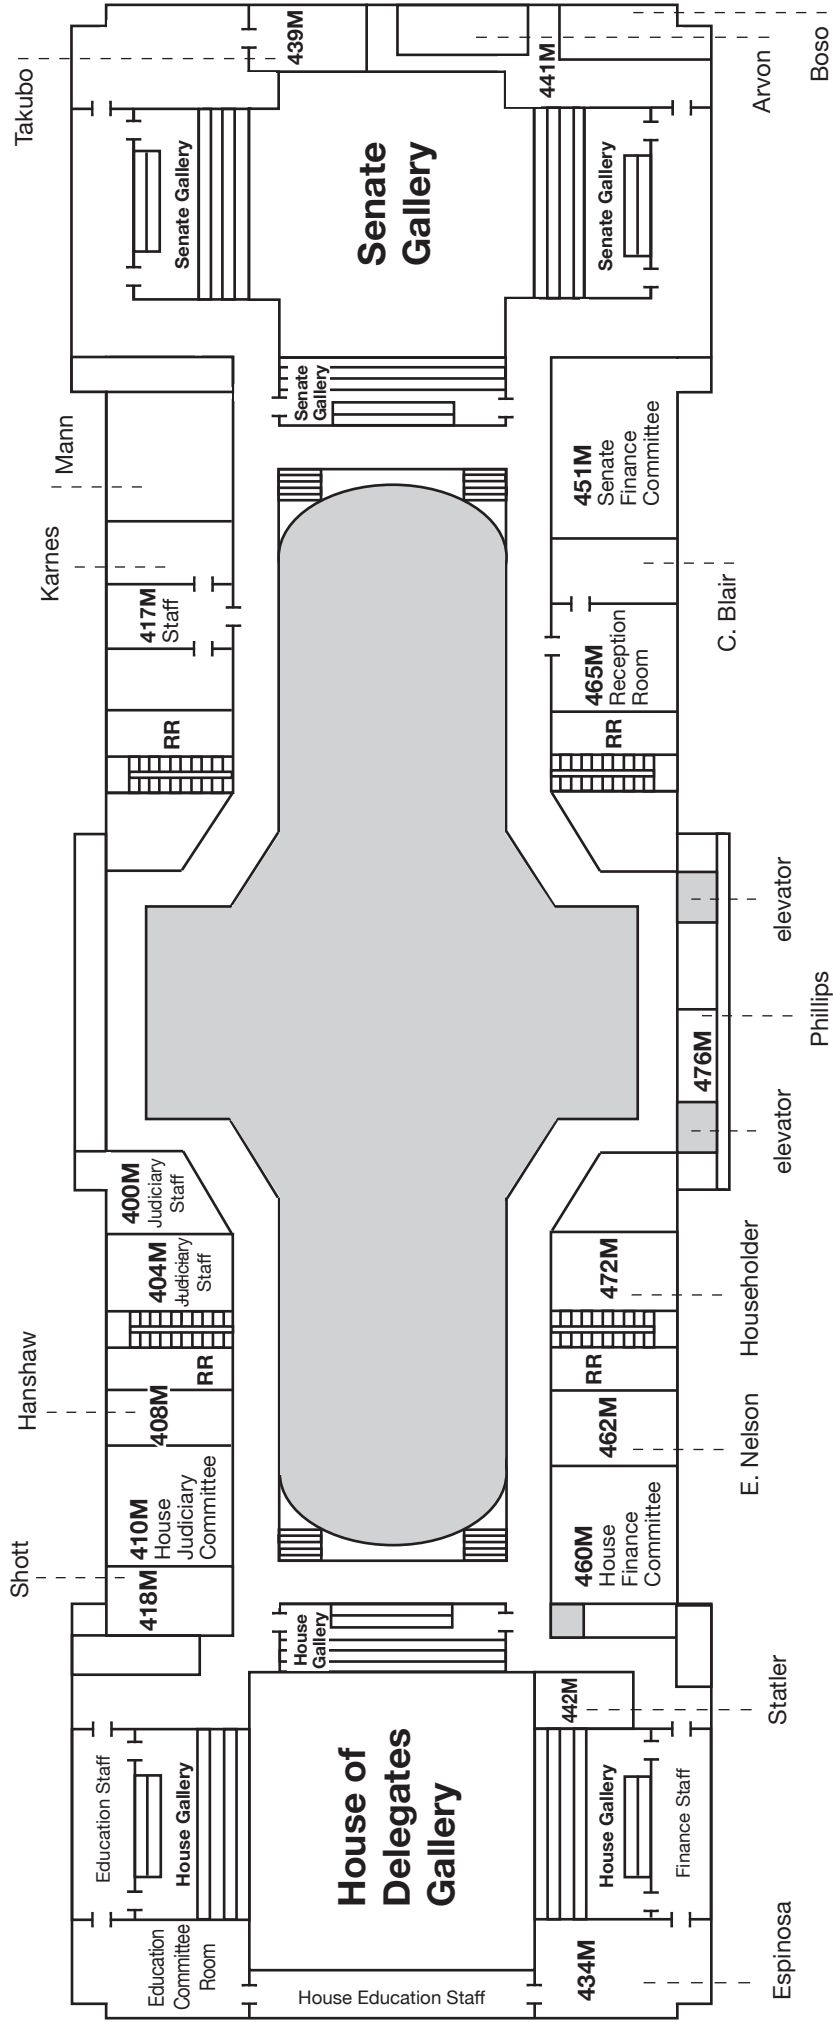 Takubo
439M
441M
Arvon
Boso
Senate Gallery
Senate
Gallery
Senate Gallery
Senate
Gallery
Mann
Karnes
417M
Staff
RR
451M
Senate
Finance
Committee
C. Blair
465M
Reception
Room
RR
elevator
Phillips
476M
elevator
400M
Judiciary
Staff
404M
Judiciary
Staff
Hanshaw
RR
408M
410M
House
Judiciary
Committee
Shott
418M
472M
Householder
RR
462M
E. Nelson
460M
House
Finance
Committee
House
Gallery
442M
Statler
Education Staff
House Gallery
House of
Delegates
Gallery
House Gallery
Finance Staff
Education
Committee
Room
House Education Staff
434M
Espinosa